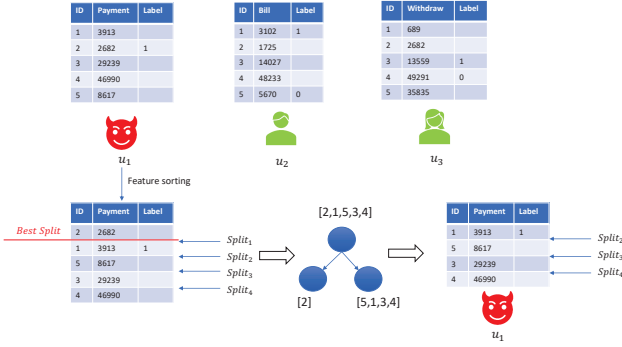 ID Payment Label
1 3913
2 2682 1
3 29239
4 46990
5 8617
u₁
ID Bill Label
1 3102 1
2 1725
3 14027
4 48233
5 5670 0
u₂
ID Withdraw Label
1 689
2 2682
3 13559 1
4 49291 0
5 35835
u₃
Feature sorting
Best Split
ID Payment Label
2 2682
1 3913 1
5 8617
3 29239
4 46990
Split₁
Split₂
Split₃
Split₄
[2,1,5,3,4]
[2]
[5,1,3,4]
ID Payment Label
1 3913 1
5 8617
3 29239
4 46990
Split₂
Split₃
Split₄
u₁